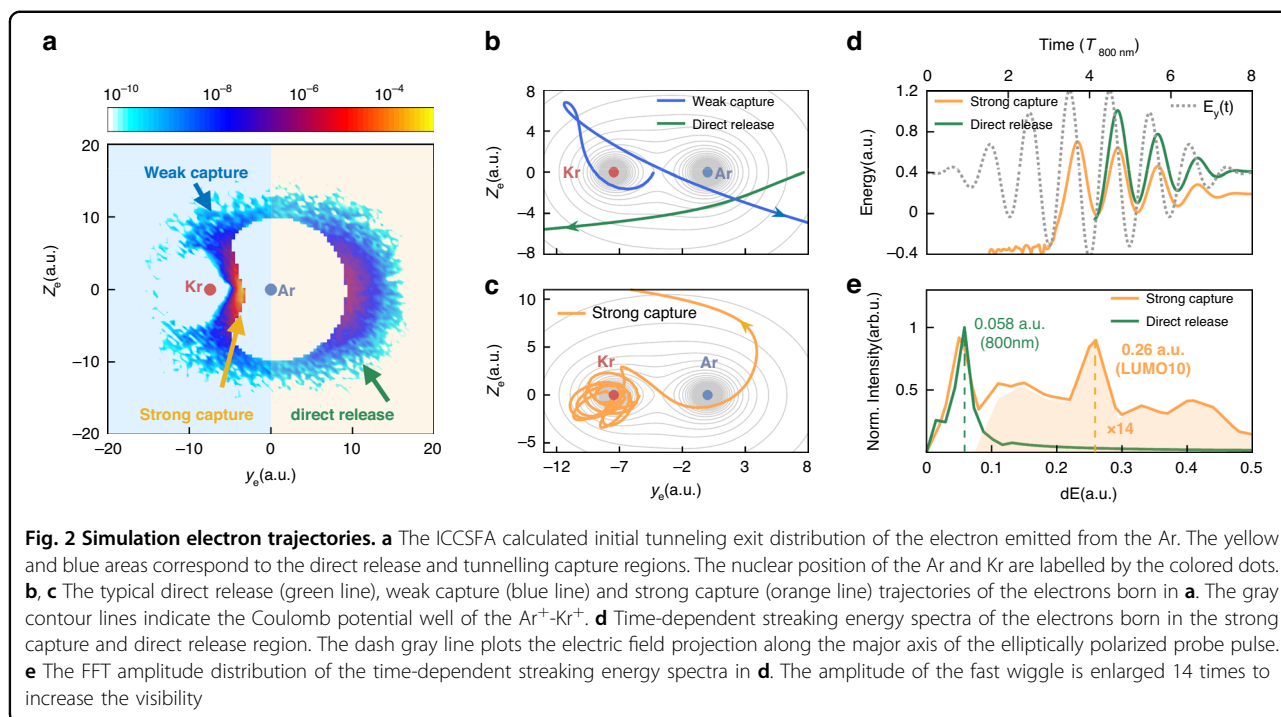 a
10⁻¹⁰ 10⁻⁸ 10⁻⁶ 10⁻⁴
20
10
0
−10
−20
Zₑ(a.u.)
Weak capture
Kr
Ar
Strong capture
direct release
−20 −10 0 10 20
yₑ(a.u.)
b
8
4
0
−4
−8
Zₑ(a.u.)
Weak capture
Direct release
Kr
Ar
c
10
5
0
−5
Zₑ(a.u.)
Strong capture
Kr
Ar
−12 −7 −2 3 8
yₑ(a.u.)
d
Time (T 800 nm)
0 2 4 6 8
1.2
0.8
0.4
0
−0.4
Energy(a.u.)
Strong capture
Direct release
E_y(t)
e
1
0.5
Norm. Intensity(arb.u.)
Strong capture
Direct release
0.058 a.u.
(800nm)
0.26 a.u.
(LUMO10)
×14
0 0.1 0.2 0.3 0.4 0.5
dE(a.u.)
Fig. 2 Simulation electron trajectories. a The ICCSFA calculated initial tunneling exit distribution of the electron emitted from the Ar. The yellow
and blue areas correspond to the direct release and tunnelling capture regions. The nuclear position of the Ar and Kr are labelled by the colored dots.
b, c The typical direct release (green line), weak capture (blue line) and strong capture (orange line) trajectories of the electrons born in a. The gray
contour lines indicate the Coulomb potential well of the Ar⁺-Kr⁺. d Time-dependent streaking energy spectra of the electrons born in the strong
capture and direct release region. The dash gray line plots the electric field projection along the major axis of the elliptically polarized probe pulse.
e The FFT amplitude distribution of the time-dependent streaking energy spectra in d. The amplitude of the fast wiggle is enlarged 14 times to
increase the visibility